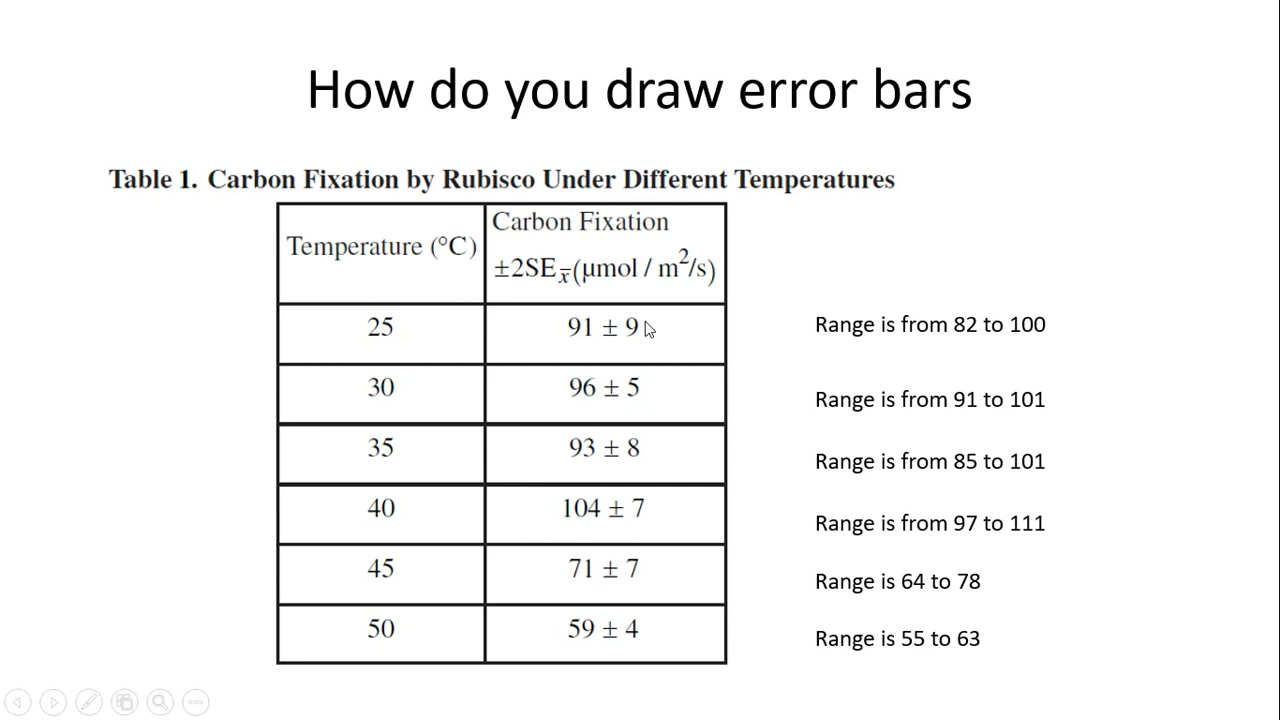 How do you draw error bars
Table 1. Carbon Fixation by Rubisco Under Different Temperatures
Temperature (°C)
Carbon Fixation
±2SEx̅ (μmol / m²/s)
25
91 ± 9
Range is from 82 to 100
30
96 ± 5
Range is from 91 to 101
35
93 ± 8
Range is from 85 to 101
40
104 ± 7
Range is from 97 to 111
45
71 ± 7
Range is 64 to 78
50
59 ± 4
Range is 55 to 63